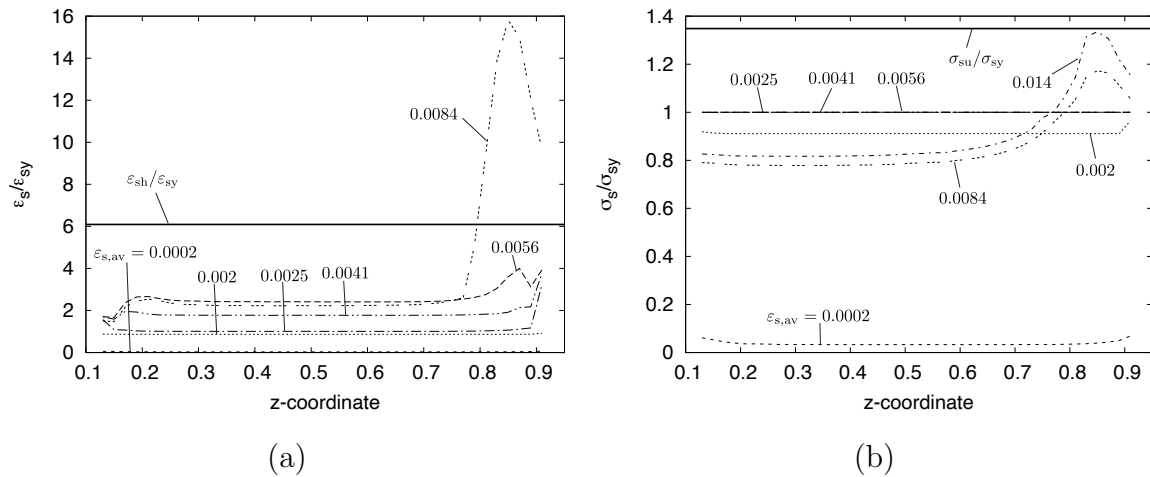 16
14
12
10
8
6
4
2
0
εs/εsy
0.0084
εsh/εsy
εs,av = 0.0002
0.002
0.0025
0.0041
0.0056
0.1 0.2 0.3 0.4 0.5 0.6 0.7 0.8 0.9
z-coordinate
(a)
1.4
1.2
1
0.8
0.6
0.4
0.2
0
σs/σsy
σsu/σsy
0.0025
0.0041
0.0056
0.014
0.002
0.0084
εs,av = 0.0002
0.1 0.2 0.3 0.4 0.5 0.6 0.7 0.8 0.9
z-coordinate
(b)